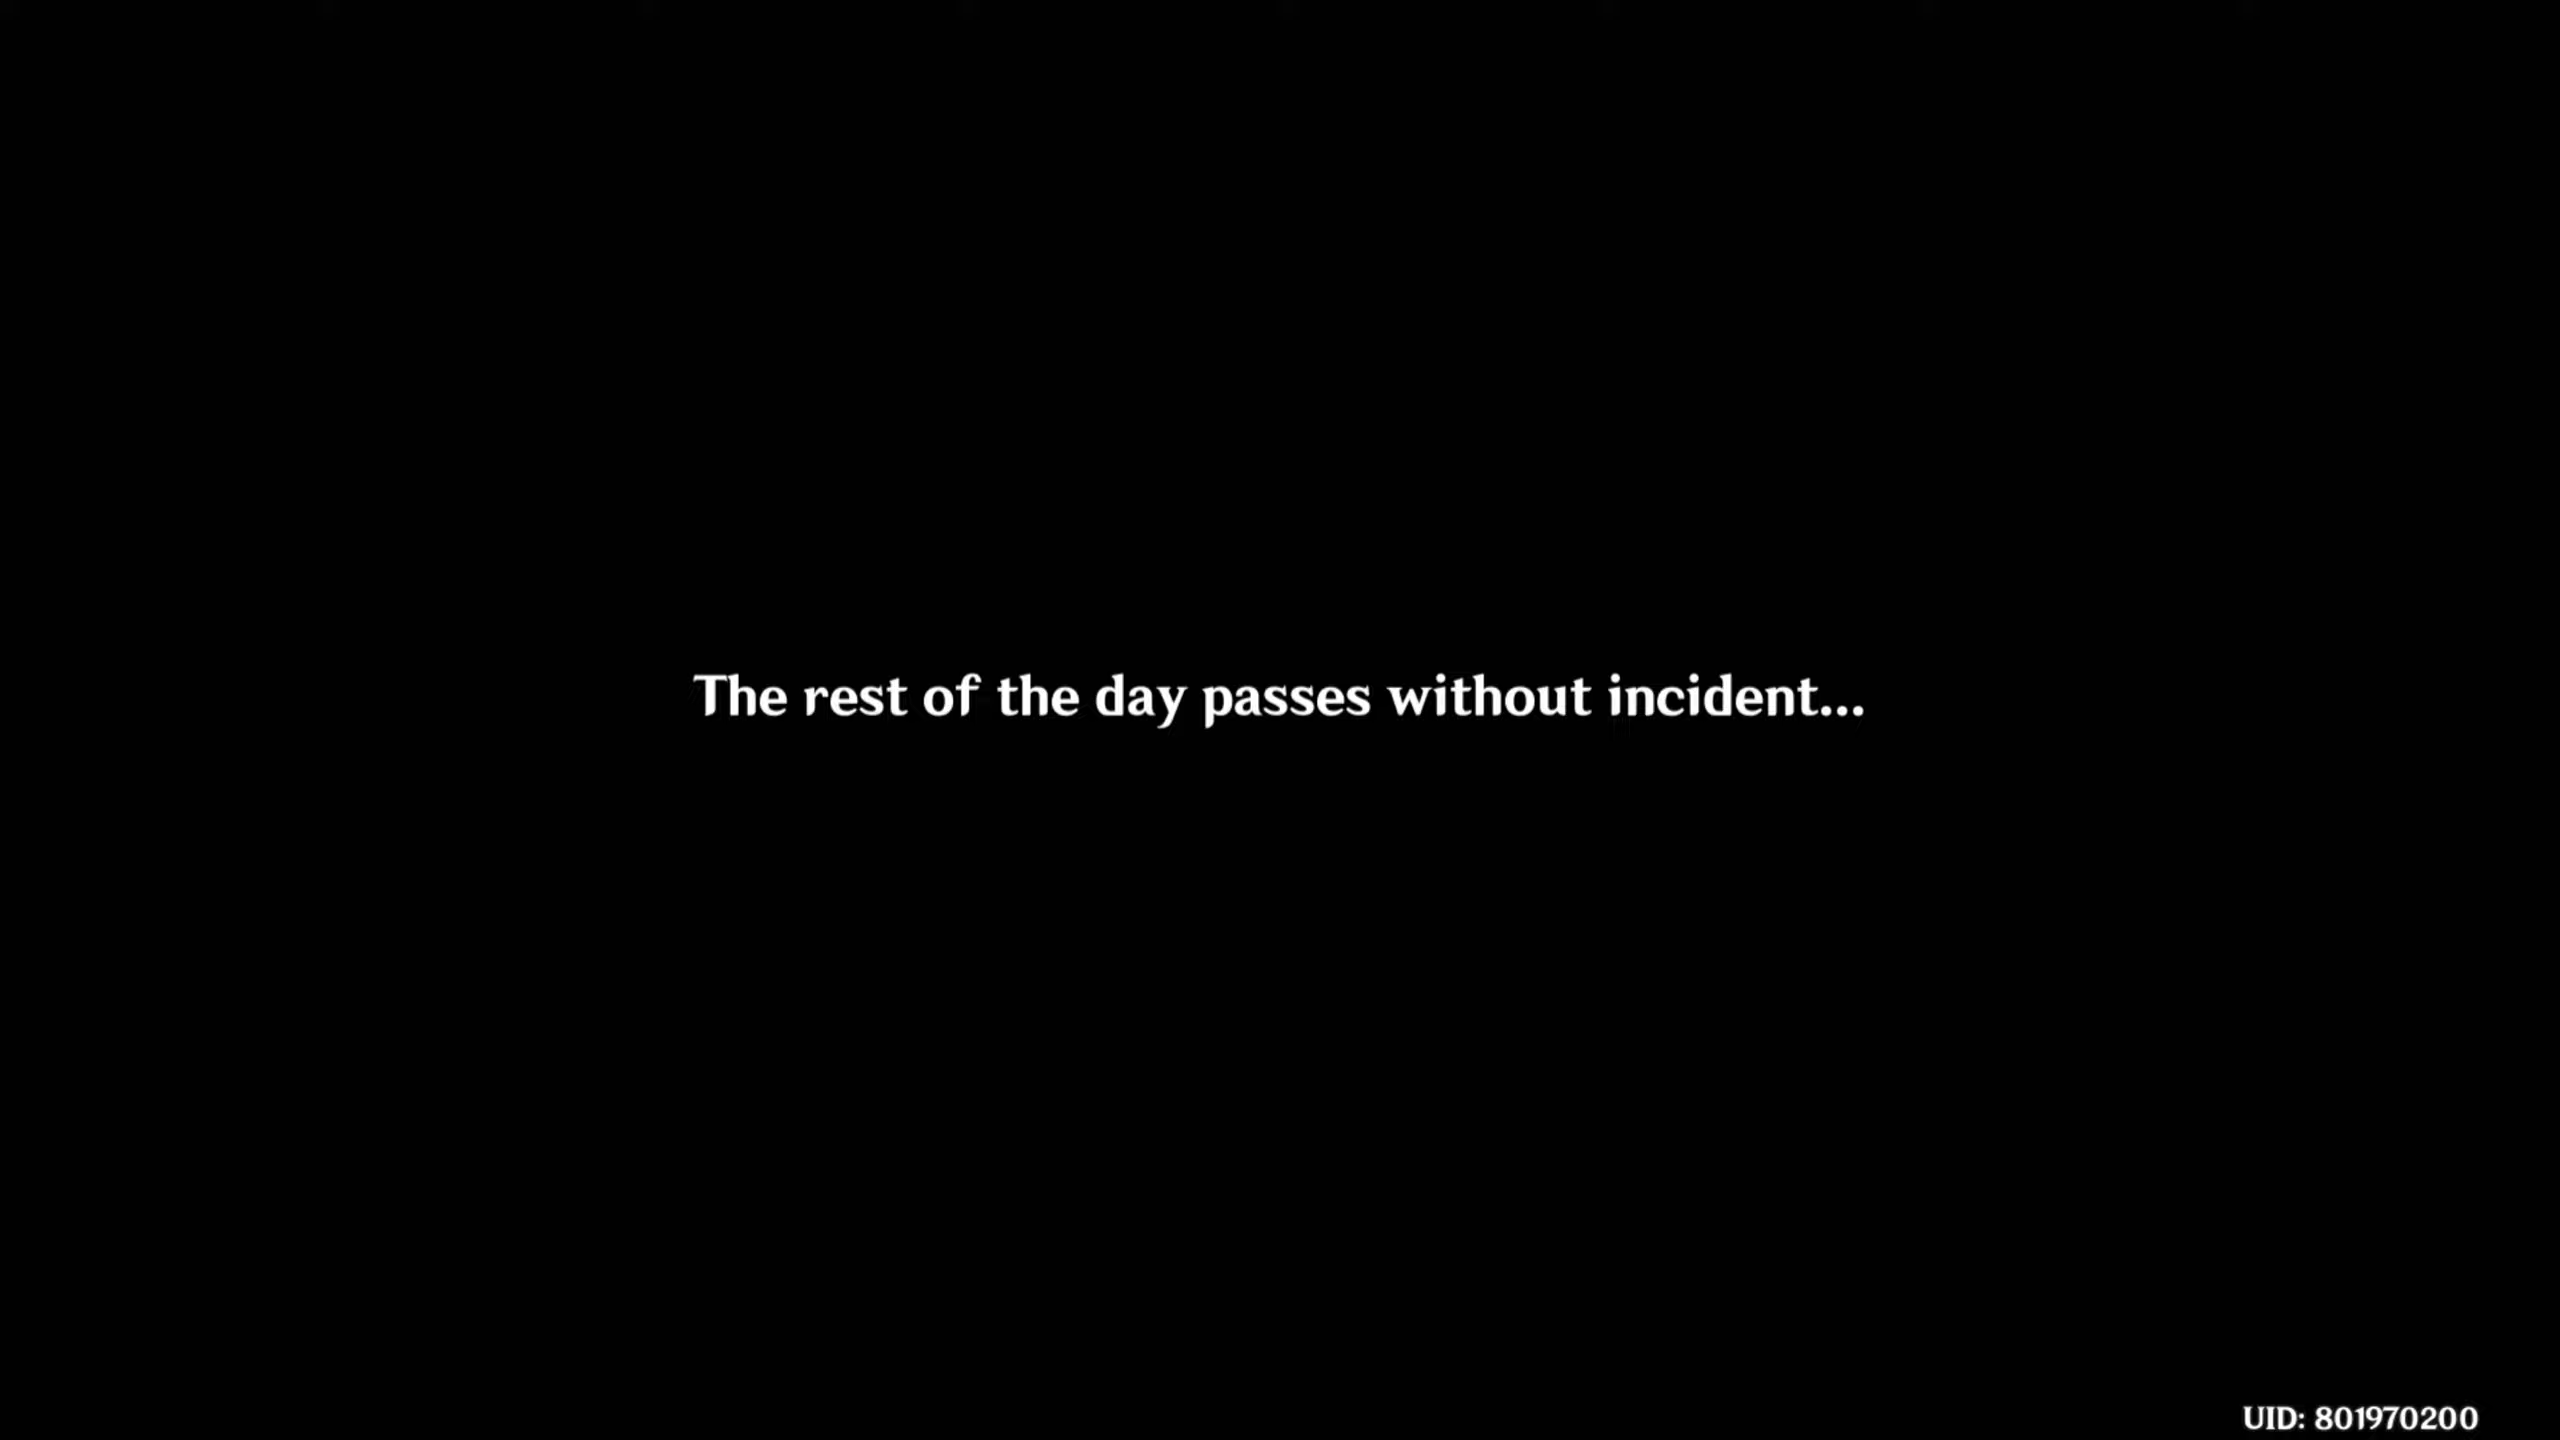 The rest of the day passes without incident...
UID: 801970200